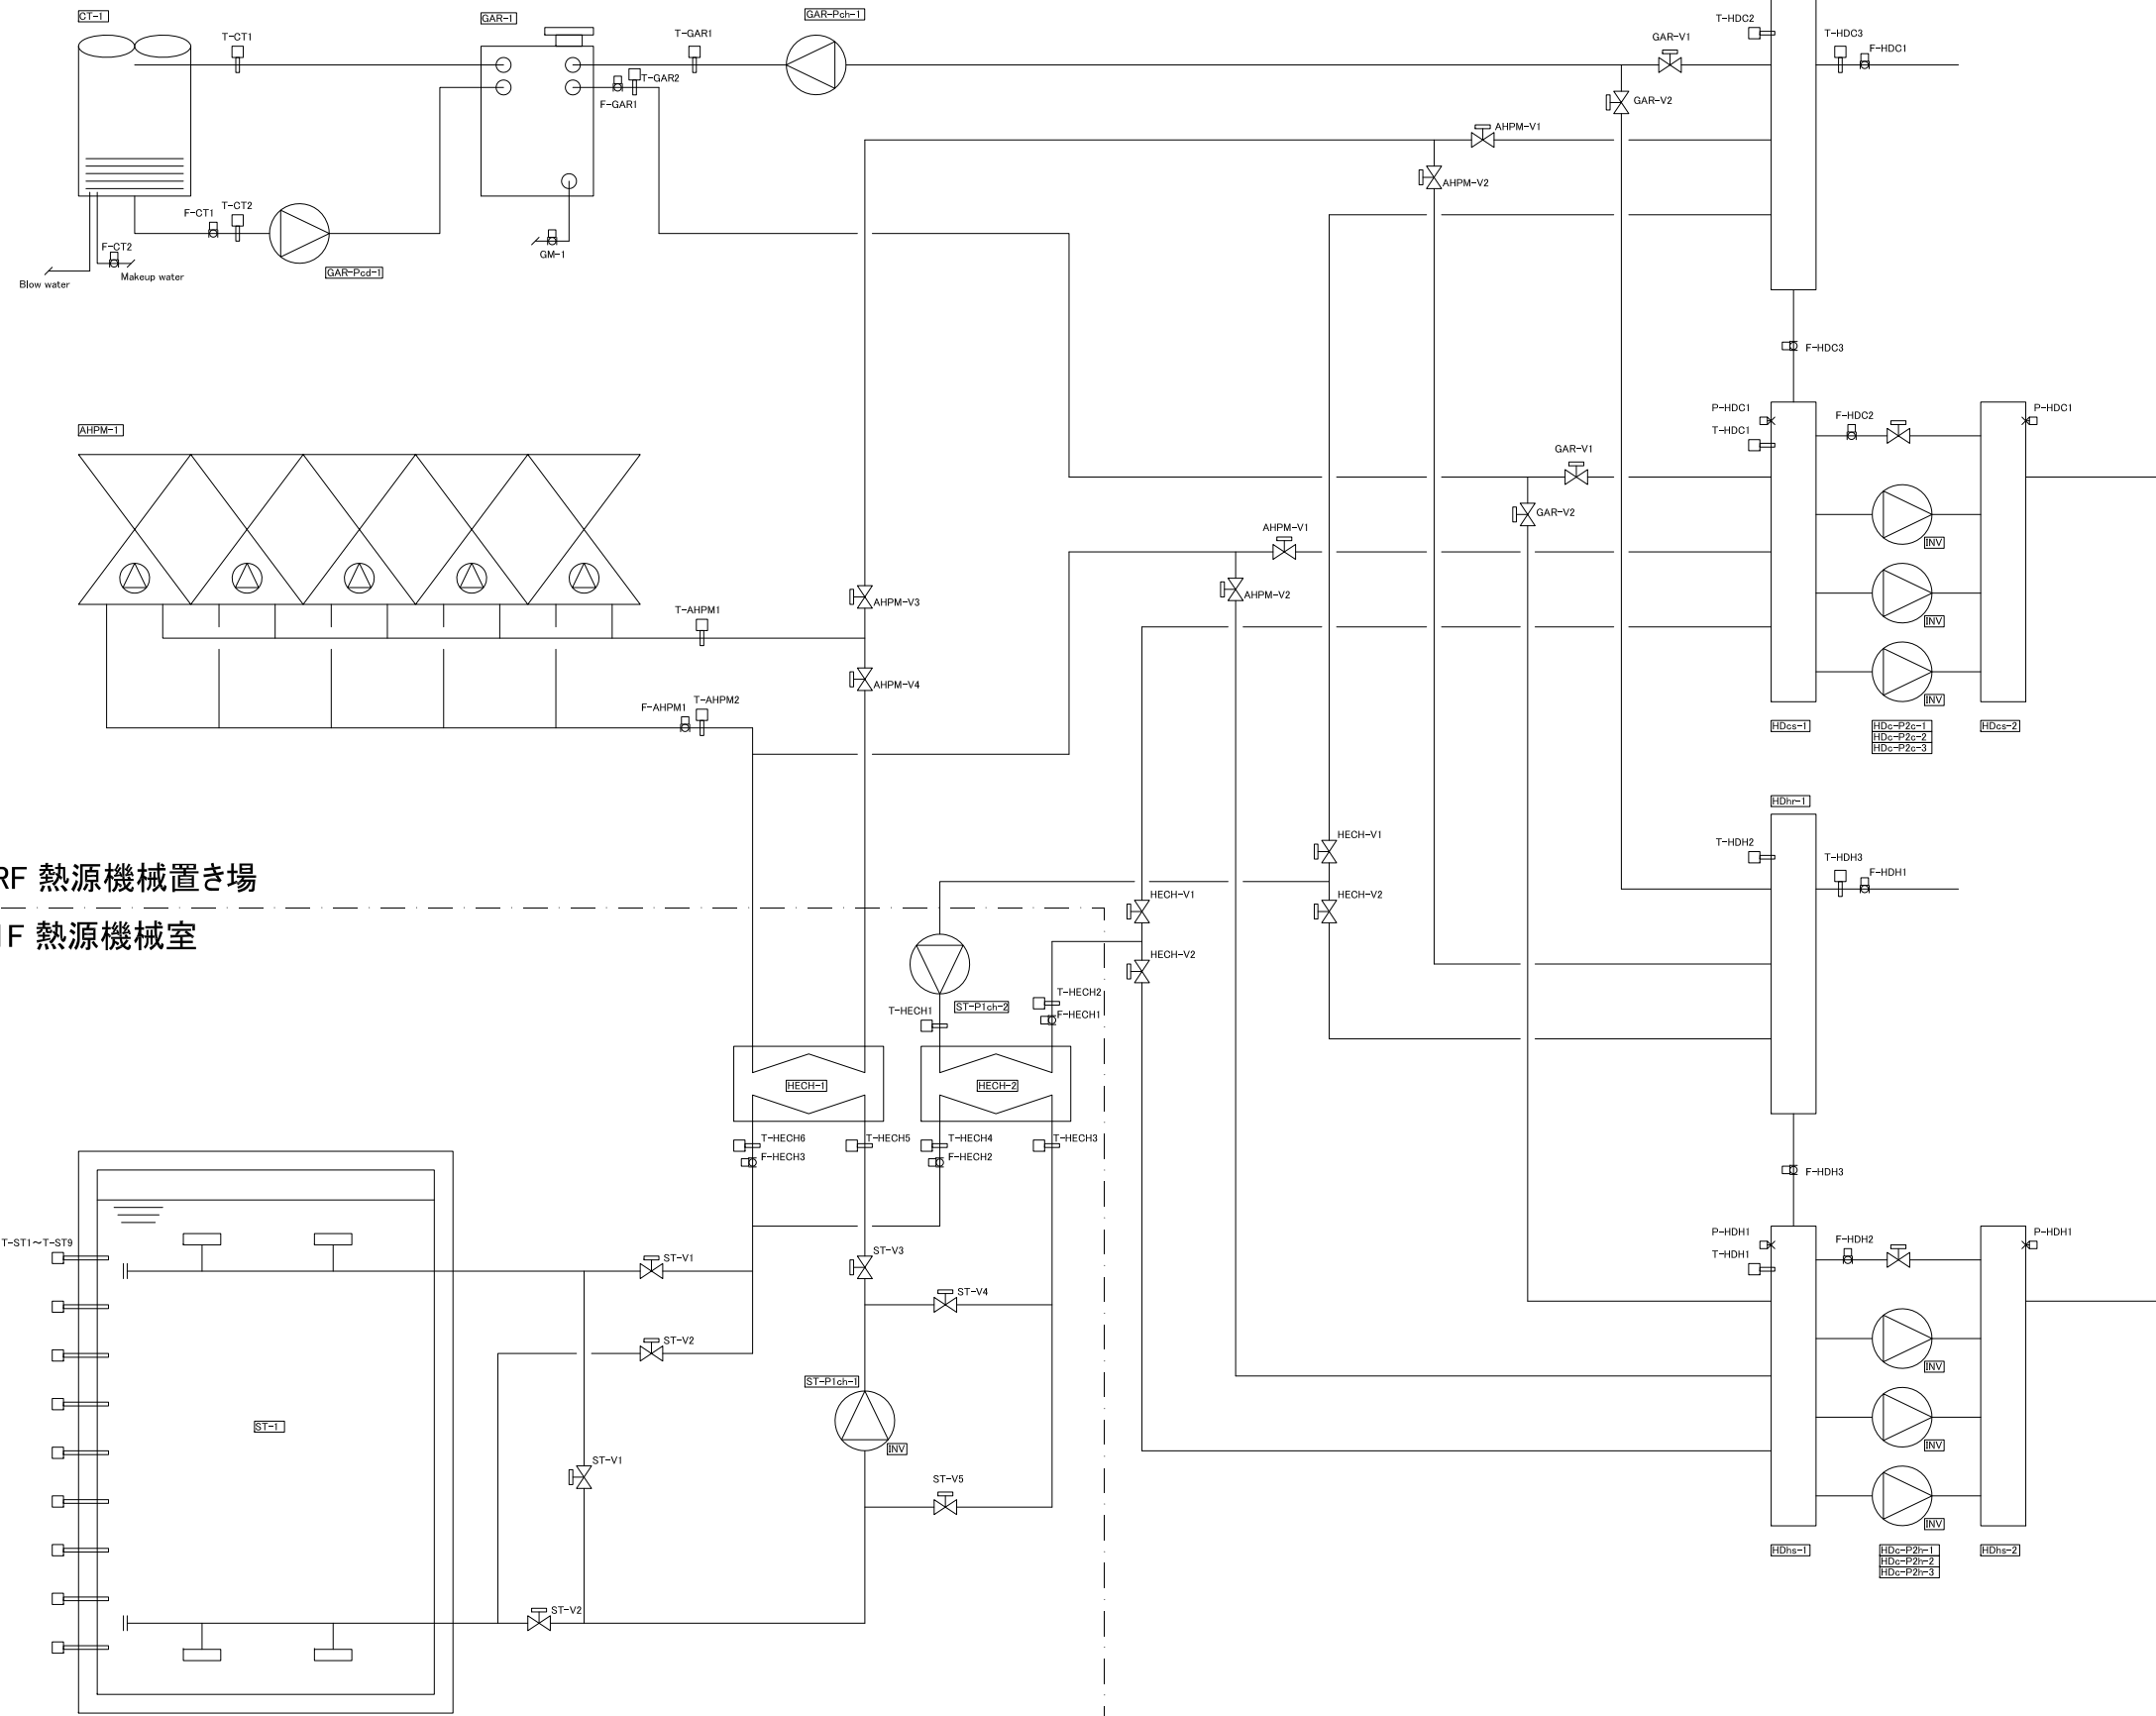 CT-1
GAR-1
GAR-Pch-1
T-CT1
T-GAR1
T-GAR2
F-GAR1
GAR-V1
T-HDC2
T-HDC3
F-HDC1
GAR-V2
AHPM-V1
AHPM-V2
F-CT1
T-CT2
F-CT2
Makeup water
Blow water
GAR-Pcd-1
GM-1
F-HDC3
AHPM-1
P-HDC1
T-HDC1
F-HDC2
P-HDC1
GAR-V1
GAR-V2
INV
AHPM-V1
AHPM-V2
AHPM-V3
T-AHPM1
INV
AHPM-V4
F-AHPM1
T-AHPM2
INV
HDcs-1
HDc-P2c-1
HDc-P2c-2
HDc-P2c-3
HDcs-2
HDhr-1
HECH-V1
T-HDH2
T-HDH3
F-HDH1
RF 熱源機械置き場
HECH-V1
HECH-V2
1F 熱源機械室
HECH-V2
T-HECH1
ST-P1ch-2
T-HECH2
F-HECH1
HECH-1
HECH-2
T-HECH6
F-HECH3
T-HECH5
T-HECH4
F-HECH2
T-HECH3
F-HDH3
T-ST1～T-ST9
ST-V1
ST-V3
P-HDH1
T-HDH1
F-HDH2
P-HDH1
ST-V4
ST-V2
INV
ST-P1ch-1
ST-1
INV
INV
ST-V1
ST-V5
INV
HDhs-1
HDc-P2h-1
HDc-P2h-2
HDc-P2h-3
HDhs-2
ST-V2